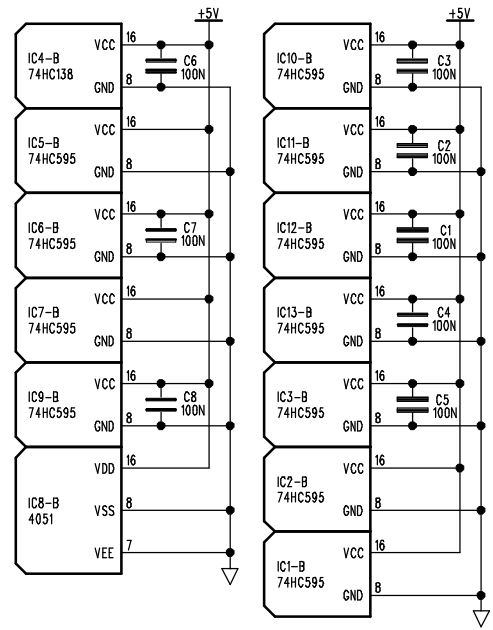 +5V
16
VCC
C6
IC4-B
100N
74HC138
GND
8
IC5-B
74HC595
VCC
16
GND
8
IC6-B
74HC595
VCC
16
C7
100N
GND
8
IC7-B
74HC595
VCC
16
GND
8
IC9-B
74HC595
VCC
16
C8
100N
GND
8
IC8-B
4051
VDD
16
VSS
8
VEE
7
+5V
IC10-B
74HC595
VCC
16
C3
100N
GND
8
IC11-B
74HC595
VCC
16
C2
100N
GND
8
IC12-B
74HC595
VCC
16
C1
100N
GND
8
IC13-B
74HC595
VCC
16
C4
100N
GND
8
IC3-B
74HC595
VCC
16
C5
100N
GND
8
IC2-B
74HC595
VCC
16
GND
8
IC1-B
74HC595
VCC
16
GND
8